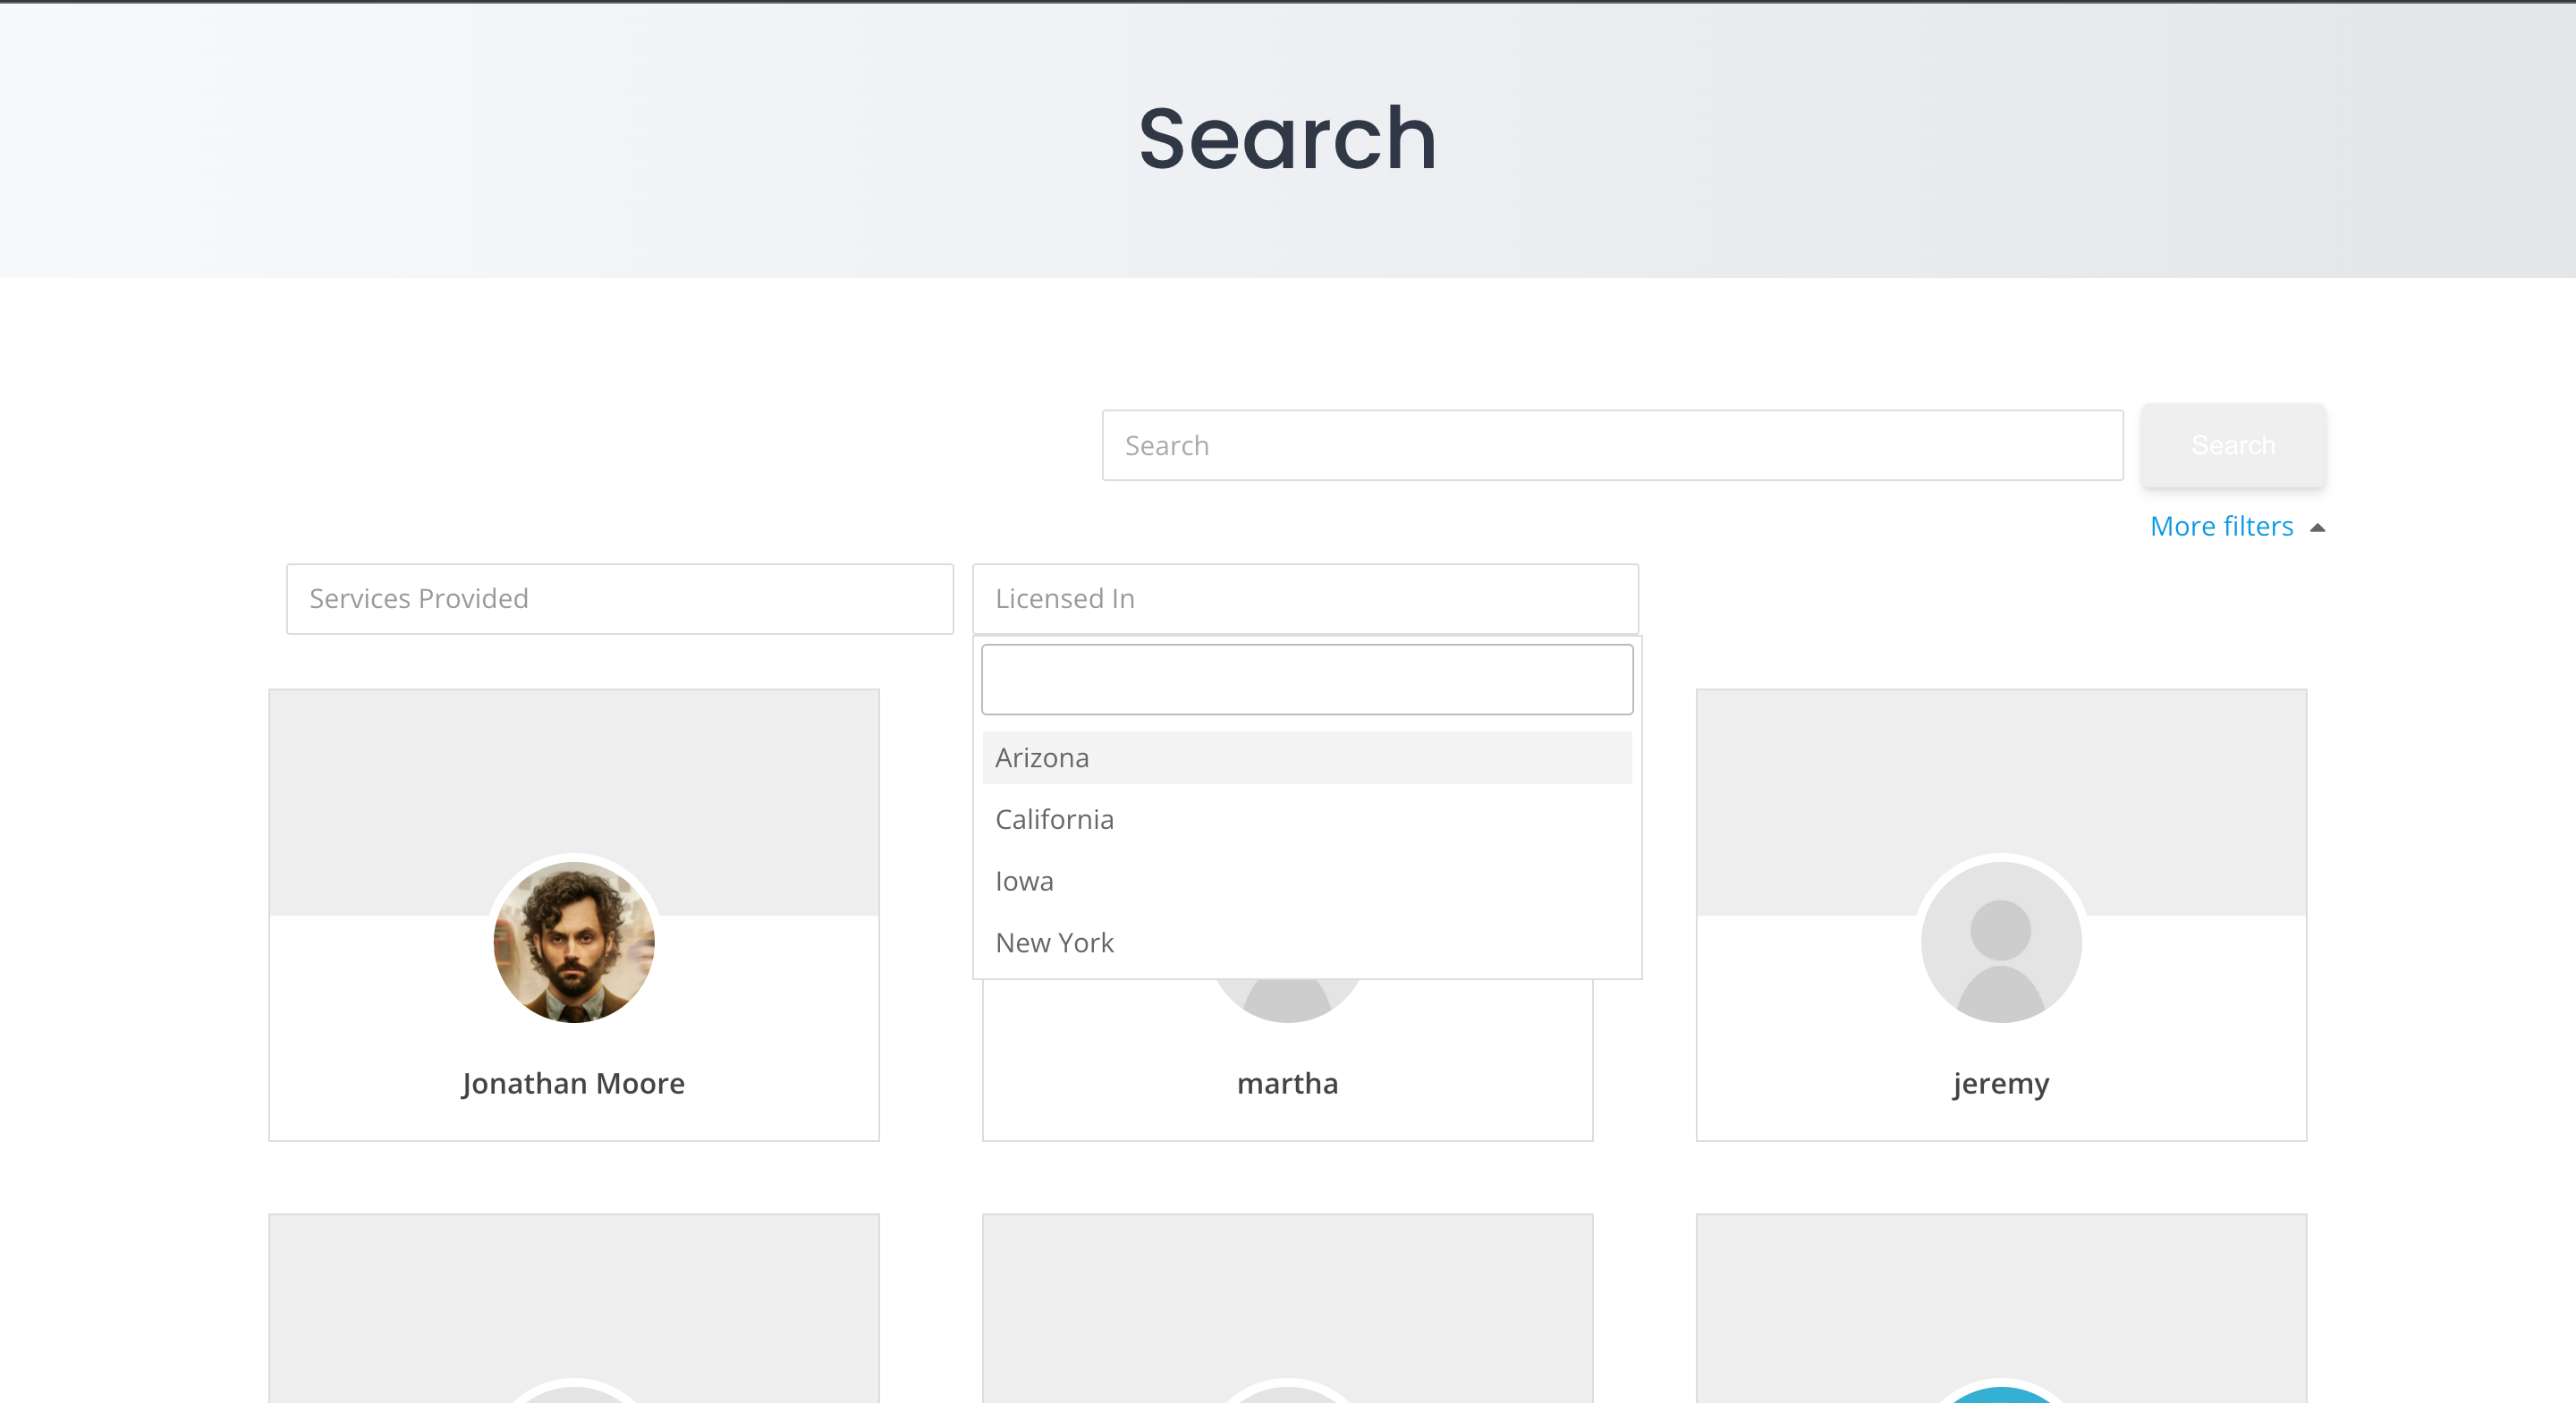 Search
Search
Search
More filters
Services Provided
Licensed In
Arizona
California
Iowa
New York
Jonathan Moore
martha
jeremy